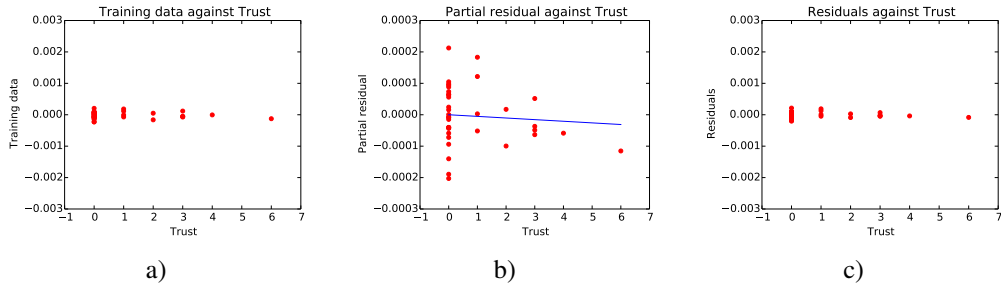 Training data against Trust
0.003
0.002
0.001
0.000
−0.001
−0.002
−0.003
−1 0 1 2 3 4 5 6 7
Training data
Trust
a)
Partial residual against Trust
0.0003
0.0002
0.0001
0.0000
−0.0001
−0.0002
−0.0003
−1 0 1 2 3 4 5 6 7
Partial residual
Trust
b)
Residuals against Trust
0.003
0.002
0.001
0.000
−0.001
−0.002
−0.003
−1 0 1 2 3 4 5 6 7
Residuals
Trust
c)